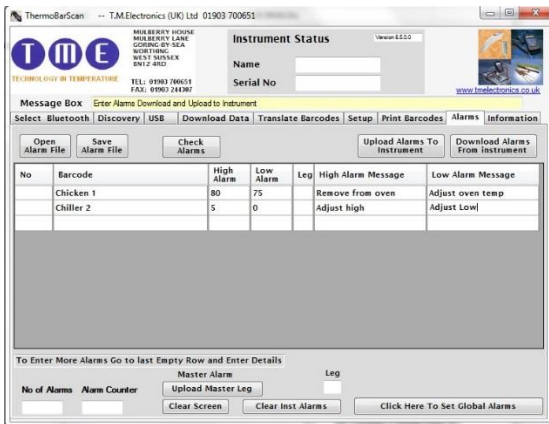 ThermoBarScan -- T.M.Electronics (UK) Ltd 01903 700651
TME
TECHNOLOGY IN TEMPERATURE
MULBERRY HOUSE
MULBERRY LANE
GORING-BY-SEA
WORTHING
WEST SUSSEX
BN12 4RD
TEL: 01903 700651
FAX: 01903 244307
Instrument Status
Version 6.5.0.0
Name
Serial No
www.tmelectronics.co.uk
Message Box Enter Alarms Download and Upload to Instrument
Select Bluetooth Discovery USB Download Data Translate Barcodes Setup Print Barcodes Alarms Information
Open Alarm File
Save Alarm File
Check Alarms
Upload Alarms To Instrument
Download Alarms From instrument
No Barcode High Alarm Low Alarm Leg High Alarm Message Low Alarm Message
Chicken 1 80 75 Remove from oven Adjust oven temp
Chiller 2 5 0 Adjust high Adjust Low
To Enter More Alarms Go to last Empty Row and Enter Details
Master Alarm Leg
No of Alarms Alarm Counter Upload Master Leg
Clear Screen Clear Inst Alarms Click Here To Set Global Alarms